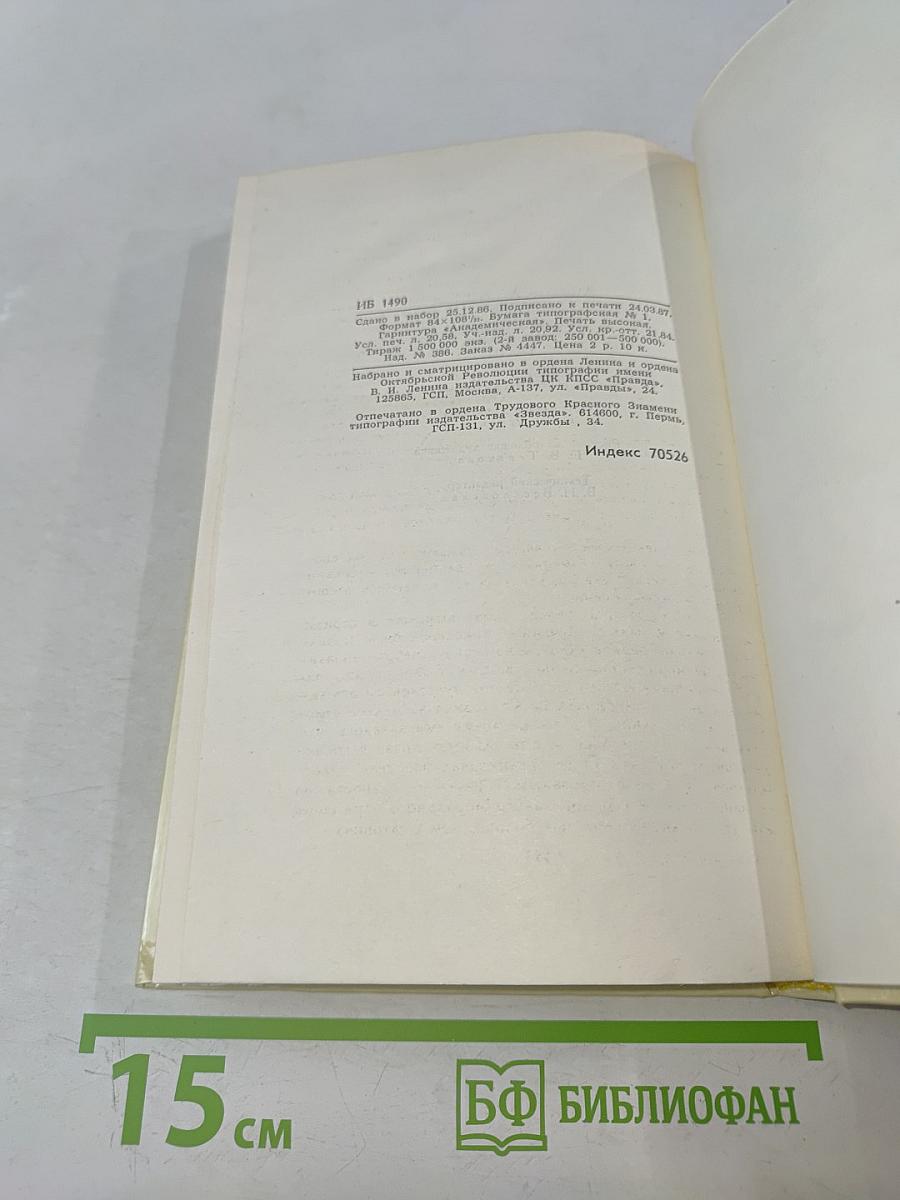 ИБ 1490
Сдано в набор 25.12.86. Подписано к печати 24.03.87.
Формат 84×108¹/₃₂. Бумага типографская № 1.
Гарнитура «Академическая». Печать высокая.
Усл. печ. л. 20,58. Уч.-изд. л. 20,92. Усл. кр.-отт. 21,84.
Тираж 1 500 000 экз. (2-й завод: 250 001—500 000).
Изд. № 386. Заказ № 4447. Цена 2 р. 10 к.
Набрано и сматрицировано в ордена Ленина и ордена
Октябрьской Революции типографии имени
В. И. Ленина издательства ЦК КПСС «Правда».
125865, ГСП, Москва, А-137, ул. «Правды», 24.
Отпечатано в ордена Трудового Красного Знамени
типографии издательства «Звезда». 614600, г. Пермь,
ГСП-131, ул. Дружбы , 34.
Индекс 70526
15 см
БФ БИБЛИОФАН